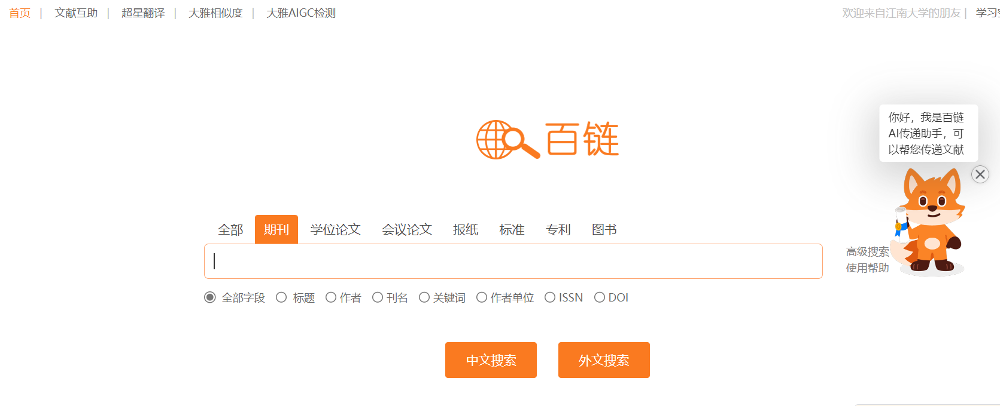 首页 | 文献互助 | 超星翻译 | 大雅相似度 | 大雅AIGC检测
欢迎来自江南大学的朋友 | 学习空
百链
你好，我是百链
AI传递助手，可
以帮您传递文献
全部 期刊 学位论文 会议论文 报纸 标准 专利 图书
高级搜索
使用帮助
全部字段 标题 作者 刊名 关键词 作者单位 ISSN DOI
中文搜索 外文搜索